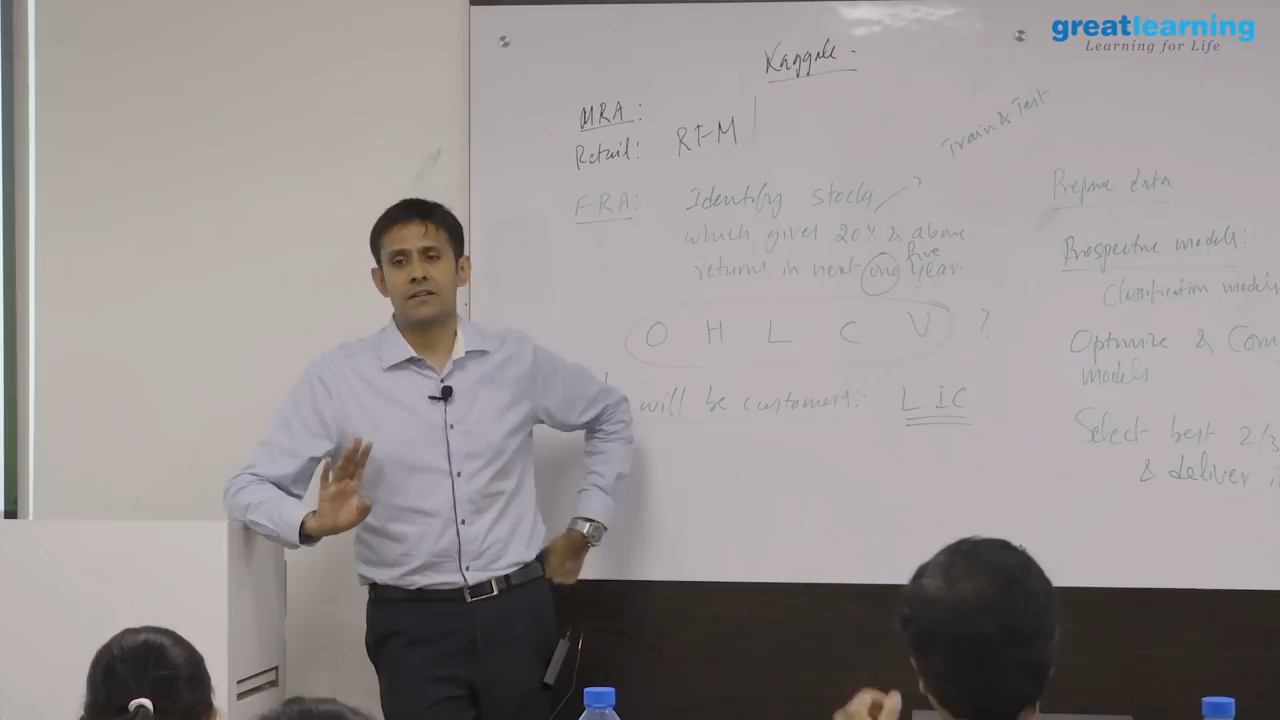 greatlearning
Learning for Life
Kaggle.
MRA:
Retail: RFM
Train & Test
FRA: Identify stocks ?
which gives 20% & above
returns in next one five year.
O H L C V ?
will be customers:- LIC
Prepare data
Prospective models:
Classification models
Optimize & Com
models
Select best 2/3
& deliver i